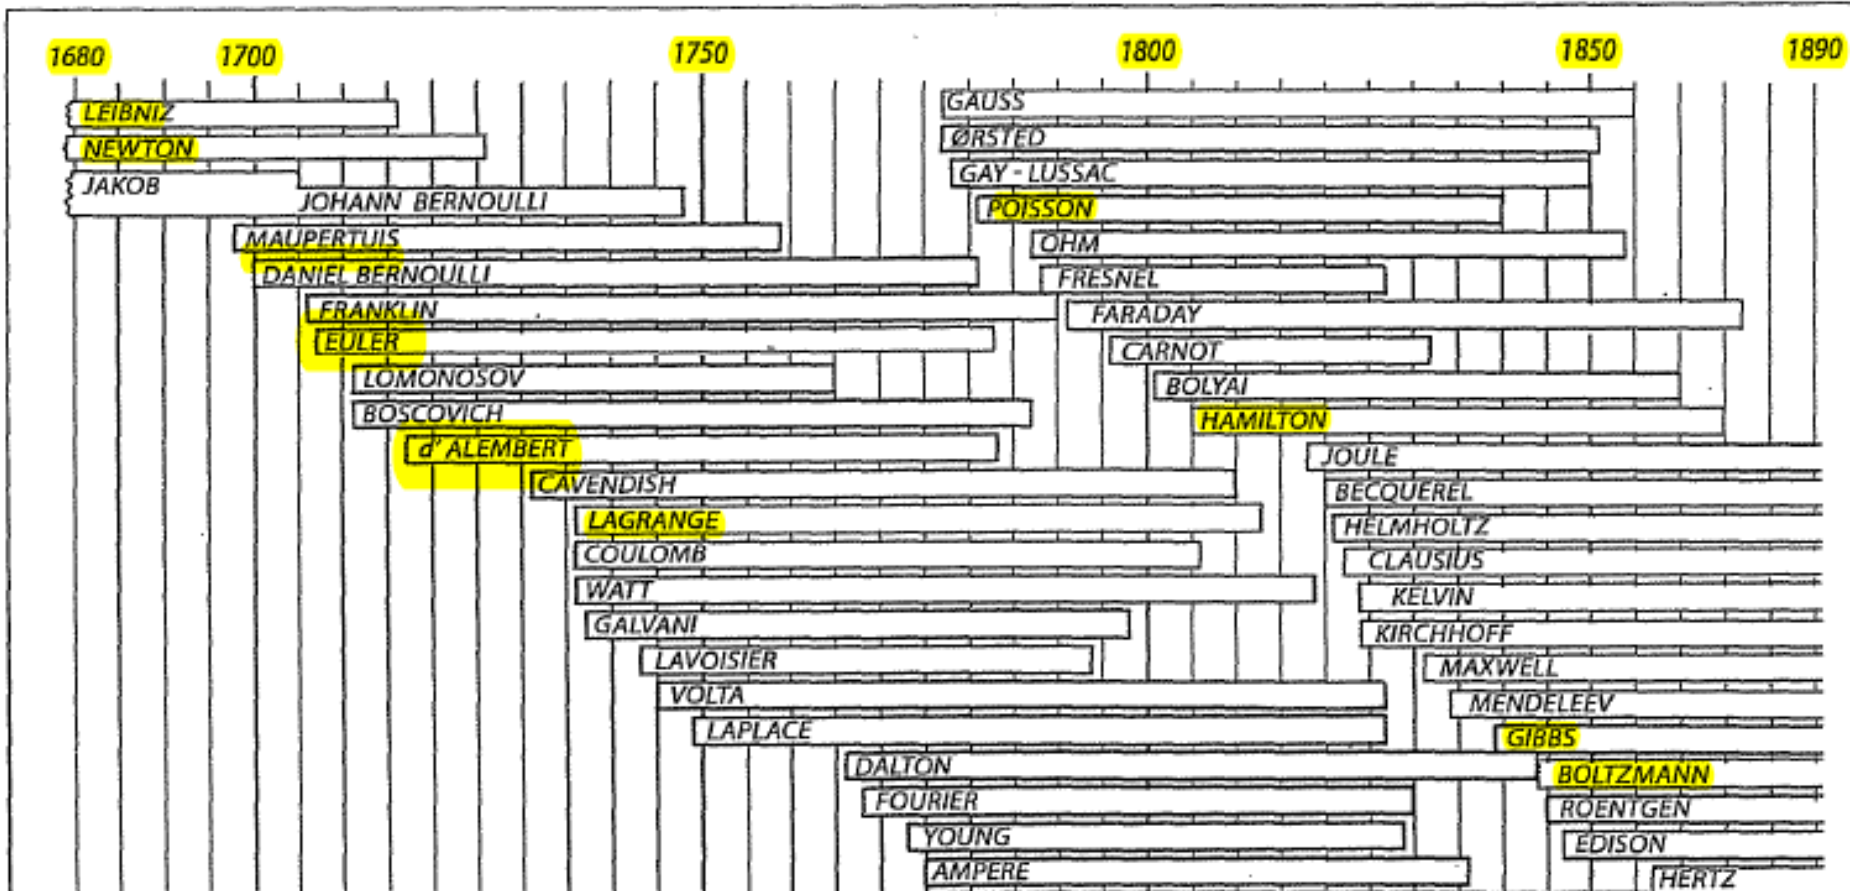 1680 1700 1750 1800 1850 1890
LEIBNIZ
NEWTON
JAKOB
JOHANN BERNOULLI
MAUPERTUIS
DANIEL BERNOULLI
FRANKLIN
EULER
LOMONOSOV
BOSCOVICH
d' ALEMBERT
CAVENDISH
LAGRANGE
COULOMB
WATT
GALVANI
LAVOISIER
VOLTA
LAPLACE
DALTON
FOURIER
YOUNG
AMPERE
GAUSS
ØRSTED
GAY - LUSSAC
POISSON
OHM
FRESNEL
FARADAY
CARNOT
BOLYAI
HAMILTON
JOULE
BECQUEREL
HELMHOLTZ
CLAUSIUS
KELVIN
KIRCHHOFF
MAXWELL
MENDELEEV
GIBBS
BOLTZMANN
ROENTGEN
EDISON
HERTZ